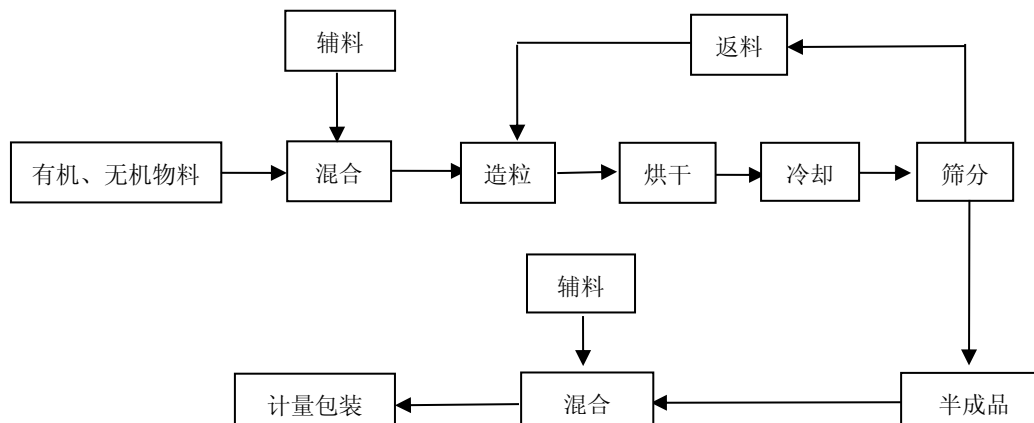 辅料
返料
有机、无机物料
混合
造粒
烘干
冷却
筛分
辅料
计量包装
混合
半成品